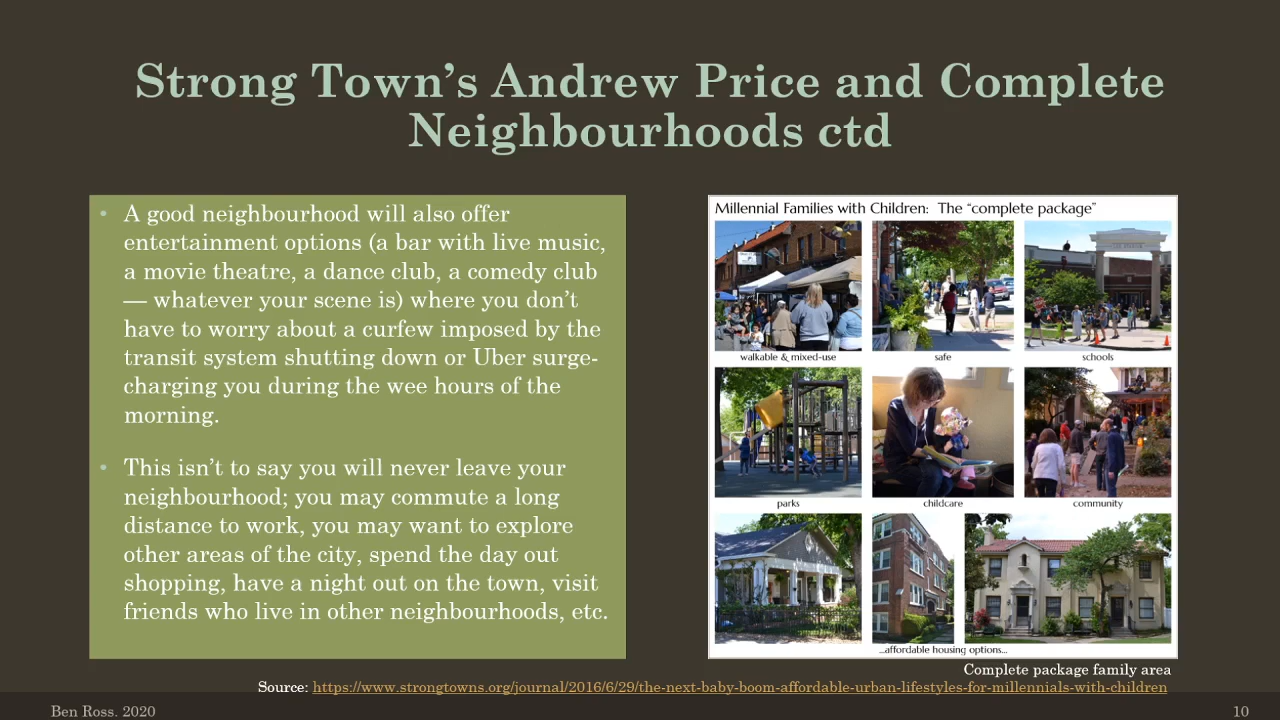 Strong Town's Andrew Price and Complete
Neighbourhoods ctd
• A good neighbourhood will also offer
entertainment options (a bar with live music,
a movie theatre, a dance club, a comedy club
— whatever your scene is) where you don't
have to worry about a curfew imposed by the
transit system shutting down or Uber surge-
charging you during the wee hours of the
morning.
• This isn't to say you will never leave your
neighbourhood; you may commute a long
distance to work, you may want to explore
other areas of the city, spend the day out
shopping, have a night out on the town, visit
friends who live in other neighbourhoods, etc.
Millennial Families with Children: The "complete package"
walkable & mixed-use
safe
schools
parks
childcare
community
...affordable housing options...
Complete package family area
Source: https://www.strongtowns.org/journal/2016/6/29/the-next-baby-boom-affordable-urban-lifestyles-for-millennials-with-children
Ben Ross. 2020
10